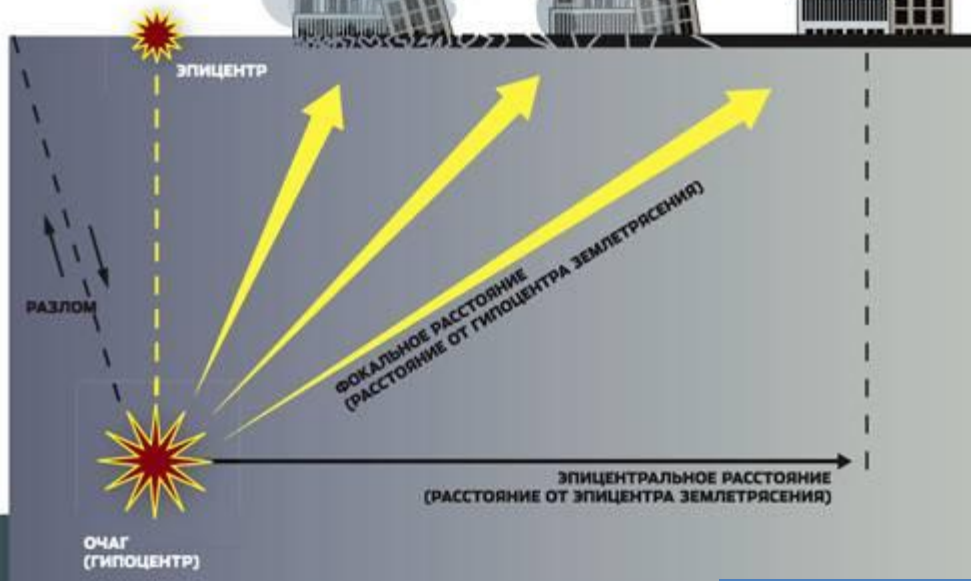 ЭПИЦЕНТР
РАЗЛОМ
ФОКАЛЬНОЕ РАССТОЯНИЕ
(РАССТОЯНИЕ ОТ ГИПОЦЕНТРА ЗЕМЛЕТРЯСЕНИЯ)
ЭПИЦЕНТРАЛЬНОЕ РАССТОЯНИЕ
(РАССТОЯНИЕ ОТ ЭПИЦЕНТРА ЗЕМЛЕТРЯСЕНИЯ)
ОЧАГ
(ГИПОЦЕНТР)